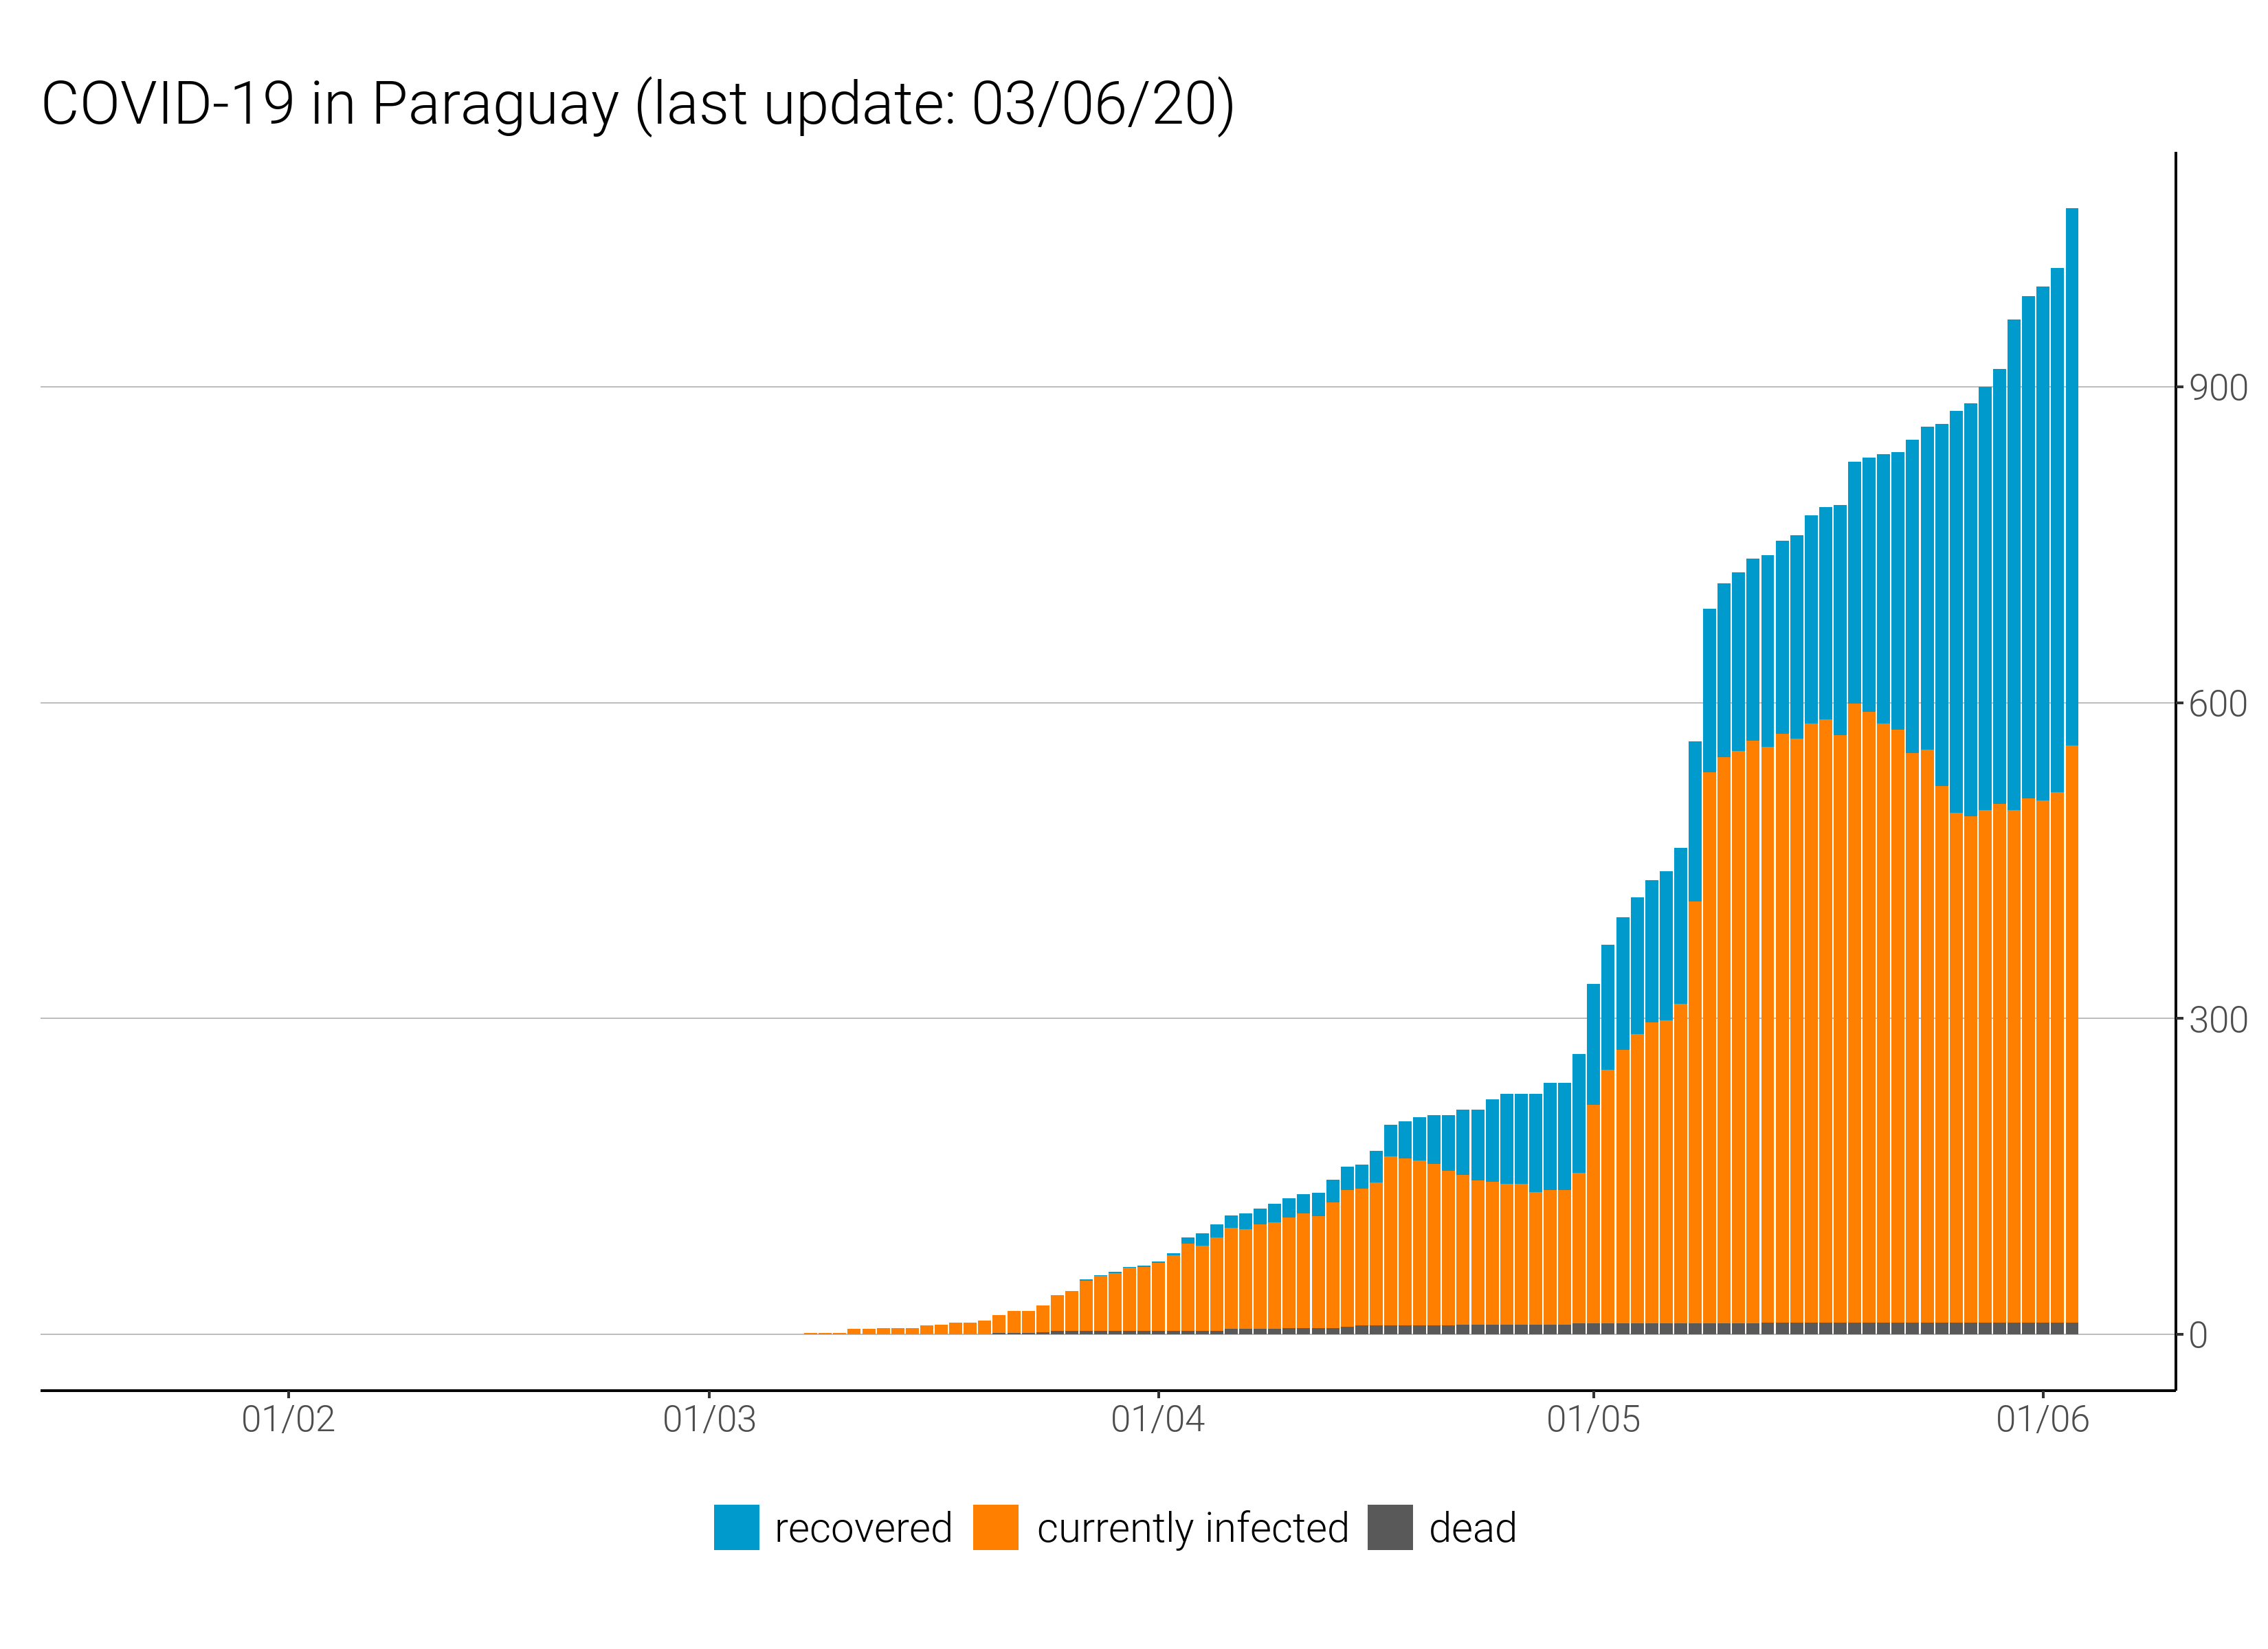 COVID-19 in Paraguay (last update: 03/06/20)
900
600
300
0
01/02 01/03 01/04 01/05 01/06
recovered currently infected dead